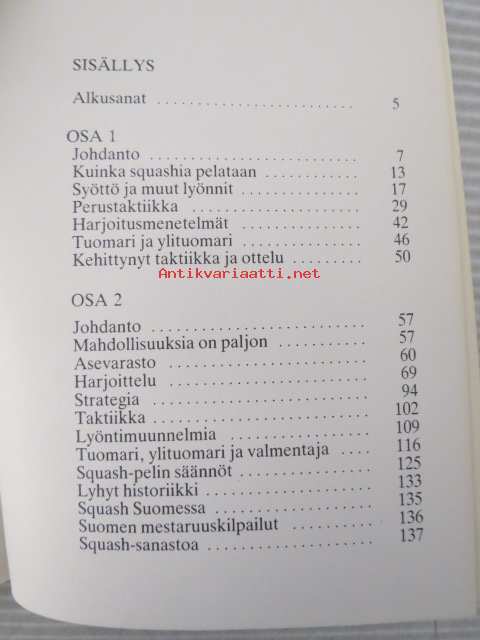 SISÄLLYS
Alkusanat ........................... 5
OSA 1
Johdanto ........................... 7
Kuinka squashia pelataan ............ 13
Syöttö ja muut lyönnit ............... 17
Perustaktiikka ....................... 29
Harjoitusmenetelmät ................ 42
Tuomari ja ylituomari ................ 46
Kehittynyt taktiikka ja ottelu ......... 50
Antikvariaatti.net
OSA 2
Johdanto ........................... 57
Mahdollisuuksia on paljon ............ 57
Asevarasto .......................... 60
Harjoittelu .......................... 69
Strategia ............................ 94
Taktiikka ........................... 102
Lyöntimuunnelmia .................. 109
Tuomari, ylituomari ja valmentaja ..... 116
Squash-pelin säännöt ................ 125
Lyhyt historiikki .................... 133
Squash Suomessa ................... 135
Suomen mestaruuskilpailut ........... 136
Squash-sanastoa ..................... 137